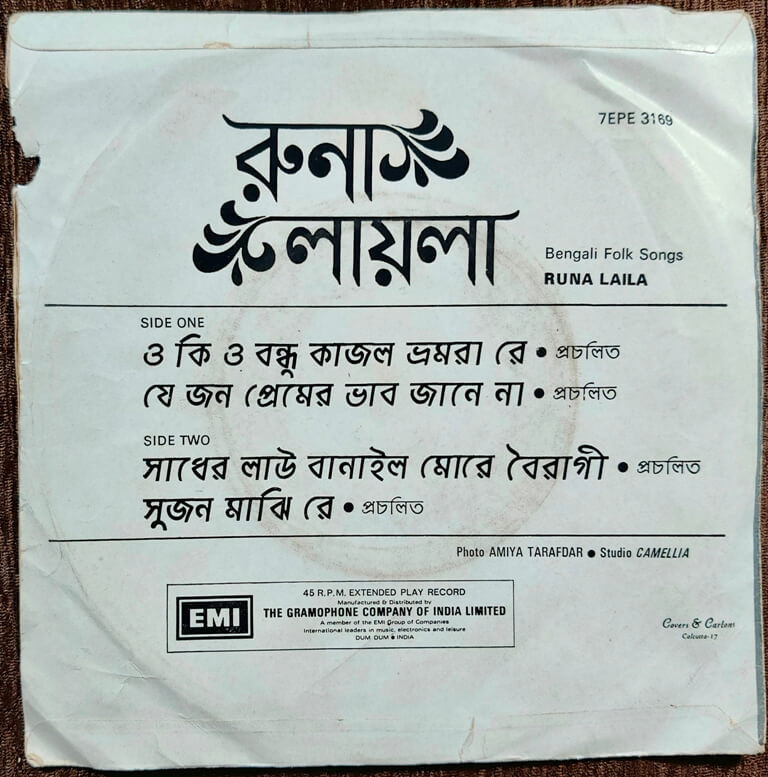 7EPE 3169
রুনা
লায়লা
Bengali Folk Songs
RUNA LAILA
SIDE ONE
ও কি ও বন্ধু কাজল ভ্রমরা রে • প্রচলিত
যে জন প্রেমের ভাব জানে না • প্রচলিত
SIDE TWO
সাধের লাউ বানাইল মোরে বৈরাগী • প্রচলিত
সুজন মাঝি রে • প্রচলিত
Photo AMIYA TARAFDAR • Studio CAMELLIA
EMI
45 R.P.M. EXTENDED PLAY RECORD
Manufactured & Distributed by
THE GRAMOPHONE COMPANY OF INDIA LIMITED
A member of the EMI Group of Companies
International leaders in music, electronics and leisure
DUM DUM • INDIA
Covers & Cartons
Calcutta-17